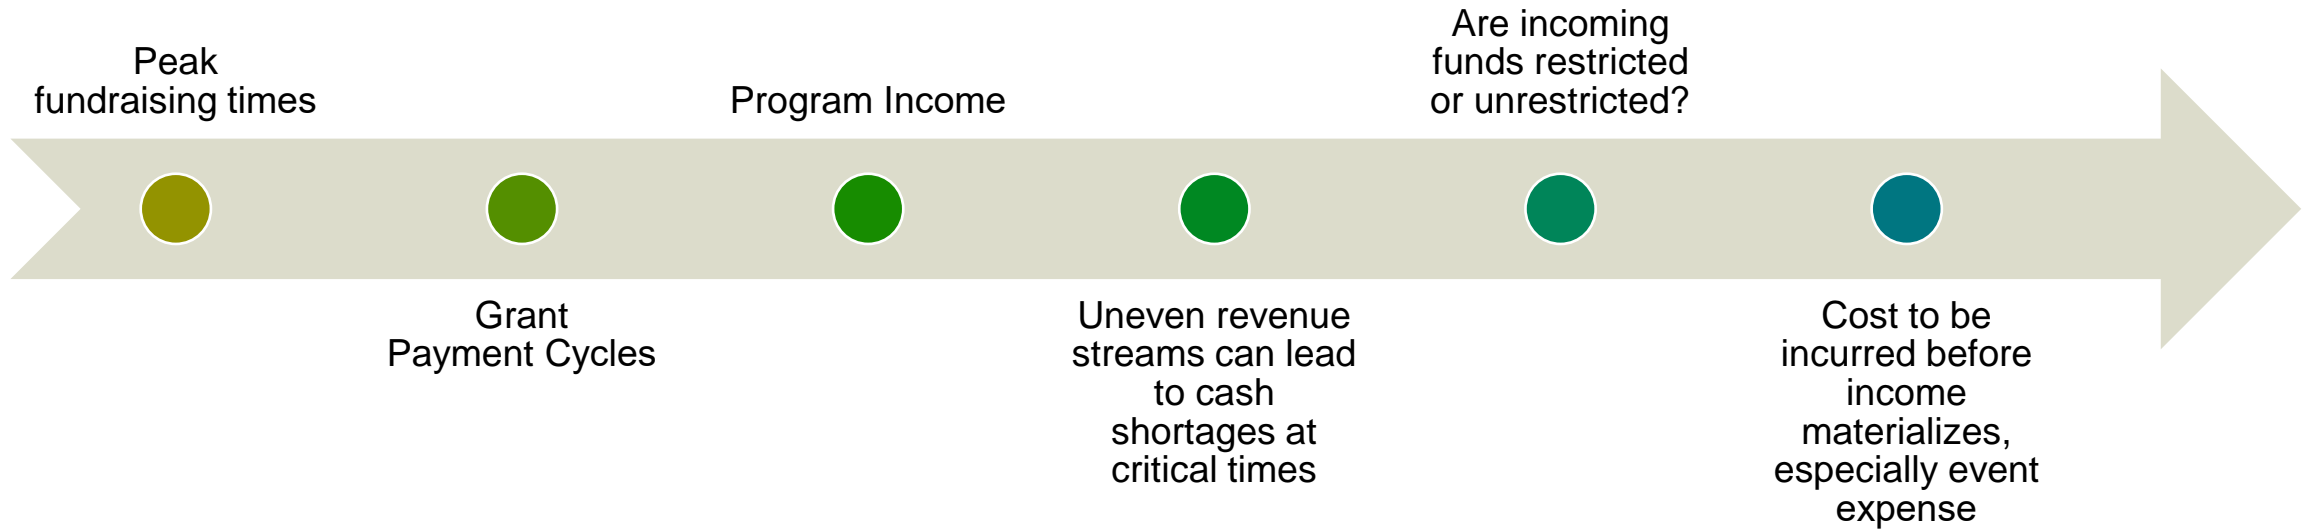 Peak
fundraising times
Grant
Payment Cycles
Program Income
Uneven revenue
streams can lead
to cash
shortages at
critical times
Are incoming
funds restricted
or unrestricted?
Cost to be
incurred before
income
materializes,
especially event
expense